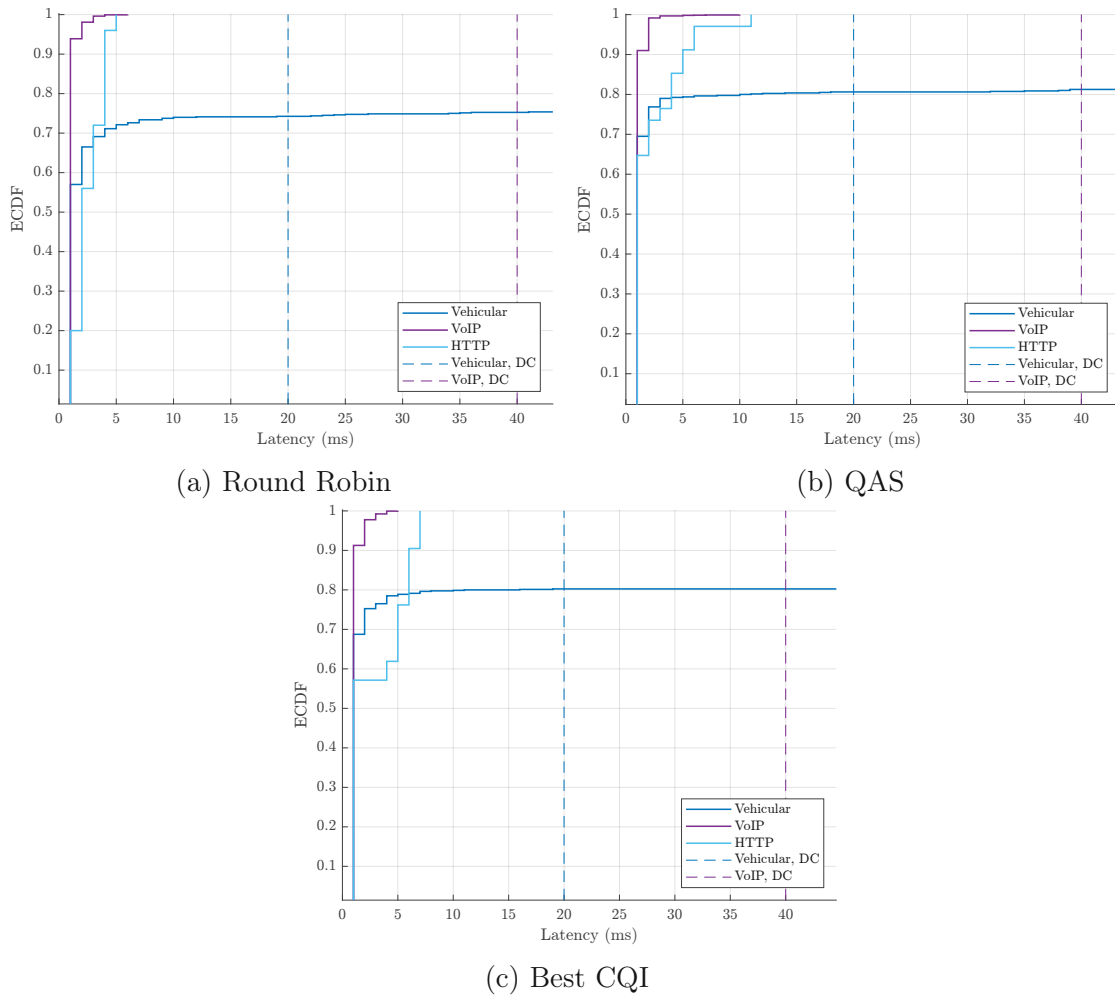 1
0.9
0.8
0.7
0.6
0.5
0.4
0.3
0.2
0.1
ECDF
0 5 10 15 20 25 30 35 40
Latency (ms)
Vehicular
VoIP
HTTP
Vehicular, DC
VoIP, DC
(a) Round Robin
1
0.9
0.8
0.7
0.6
0.5
0.4
0.3
0.2
0.1
ECDF
0 5 10 15 20 25 30 35 40
Latency (ms)
Vehicular
VoIP
HTTP
Vehicular, DC
VoIP, DC
(b) QAS
1
0.9
0.8
0.7
0.6
0.5
0.4
0.3
0.2
0.1
ECDF
0 5 10 15 20 25 30 35 40
Latency (ms)
Vehicular
VoIP
HTTP
Vehicular, DC
VoIP, DC
(c) Best CQI